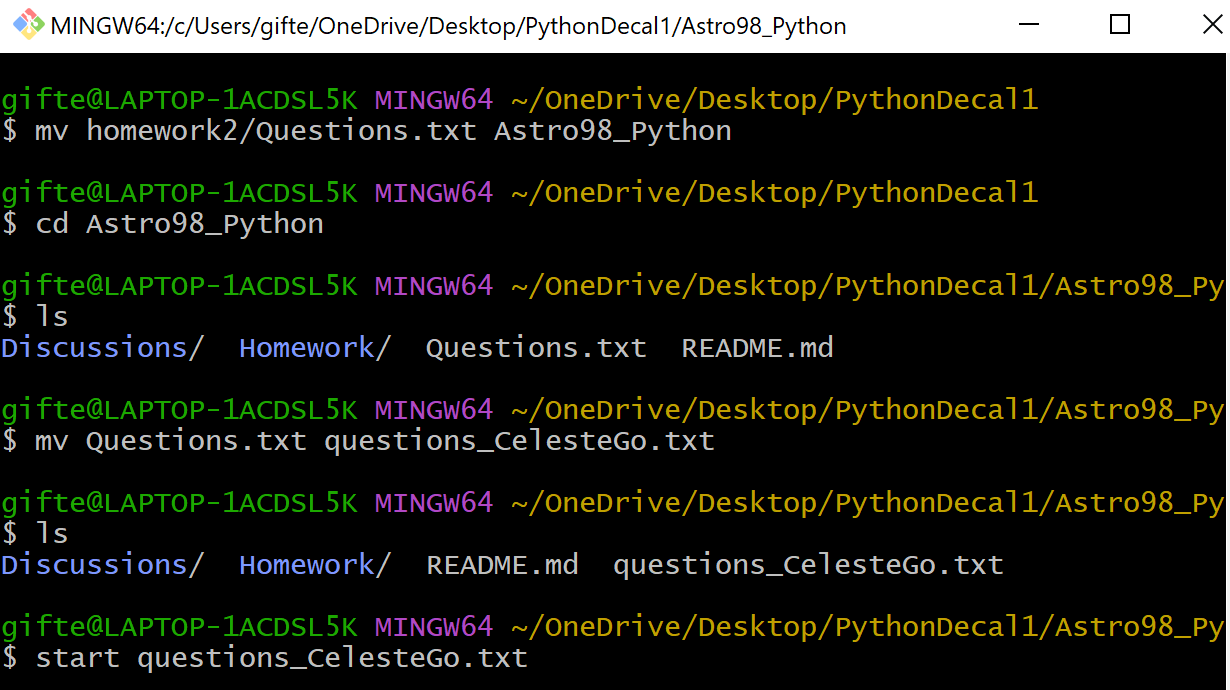 MINGW64:/c/Users/gifte/OneDrive/Desktop/PythonDecal1/Astro98_Python
gifte@LAPTOP-1ACDSL5K MINGW64 ~/OneDrive/Desktop/PythonDecal1
$ mv homework2/Questions.txt Astro98_Python
gifte@LAPTOP-1ACDSL5K MINGW64 ~/OneDrive/Desktop/PythonDecal1
$ cd Astro98_Python
gifte@LAPTOP-1ACDSL5K MINGW64 ~/OneDrive/Desktop/PythonDecal1/Astro98_Py
$ ls
Discussions/  Homework/  Questions.txt  README.md
gifte@LAPTOP-1ACDSL5K MINGW64 ~/OneDrive/Desktop/PythonDecal1/Astro98_Py
$ mv Questions.txt questions_CelesteGo.txt
gifte@LAPTOP-1ACDSL5K MINGW64 ~/OneDrive/Desktop/PythonDecal1/Astro98_Py
$ ls
Discussions/  Homework/  README.md  questions_CelesteGo.txt
gifte@LAPTOP-1ACDSL5K MINGW64 ~/OneDrive/Desktop/PythonDecal1/Astro98_Py
$ start questions_CelesteGo.txt